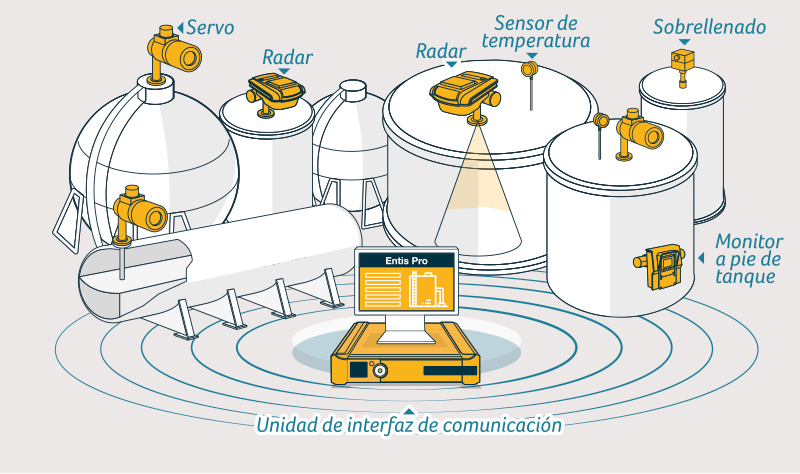 Servo
Radar
Radar
Sensor de
temperatura
Sobrellenado
Monitor
a pie de
tanque
Entis Pro
Unidad de interfaz de comunicación